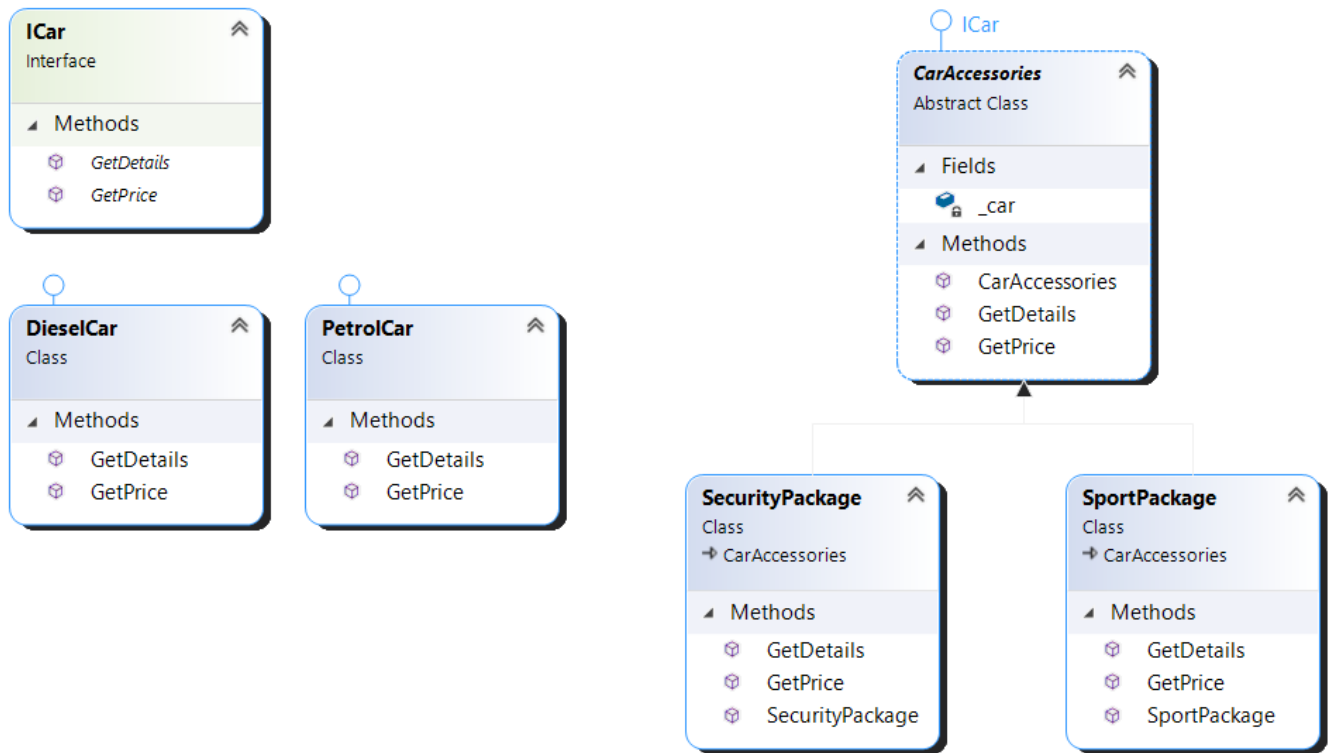 ICar
Interface
Methods
GetDetails
GetPrice
DieselCar
Class
Methods
GetDetails
GetPrice
PetrolCar
Class
Methods
GetDetails
GetPrice
ICar
CarAccessories
Abstract Class
Fields
_car
Methods
CarAccessories
GetDetails
GetPrice
SecurityPackage
Class
CarAccessories
Methods
GetDetails
GetPrice
SecurityPackage
SportPackage
Class
CarAccessories
Methods
GetDetails
GetPrice
SportPackage